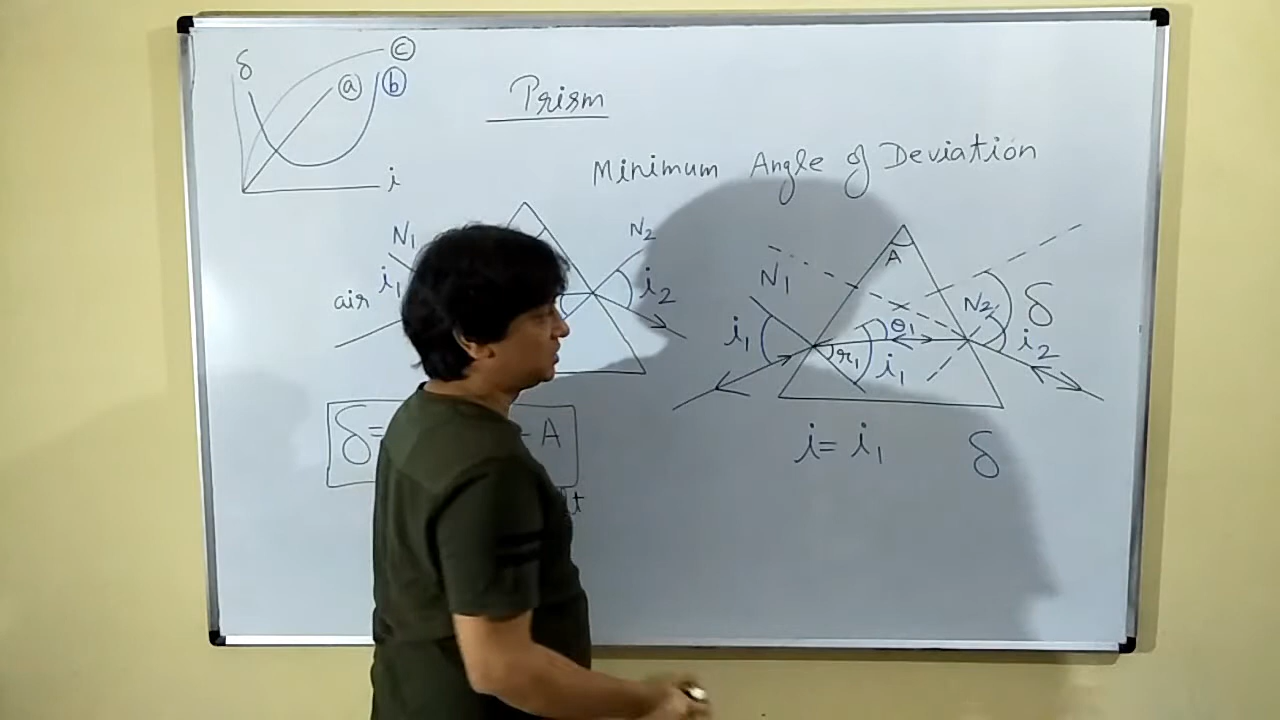 δ
c
a
b
i
Prism
Minimum Angle of Deviation
N1
i1
air
N2
i2
A
N1
i1
r1
θ1
i1
N2
δ
i2
δ=
- A
i= i1
δ